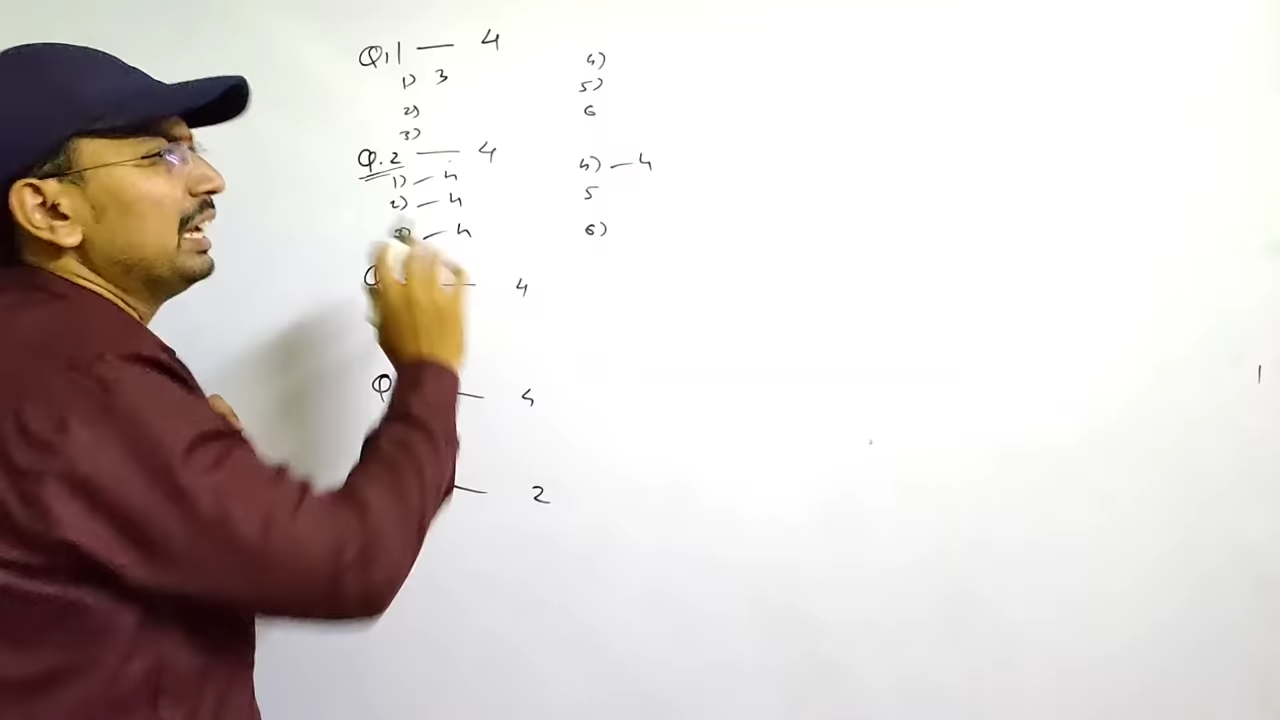 Q.1 — 4
1) 3
2)
3)
4)
5)
6
Q.2 — 4
1) — 4
2) — 4
3) — 4
4) — 4
5
6)
Q — 4
Q — 4
— 2